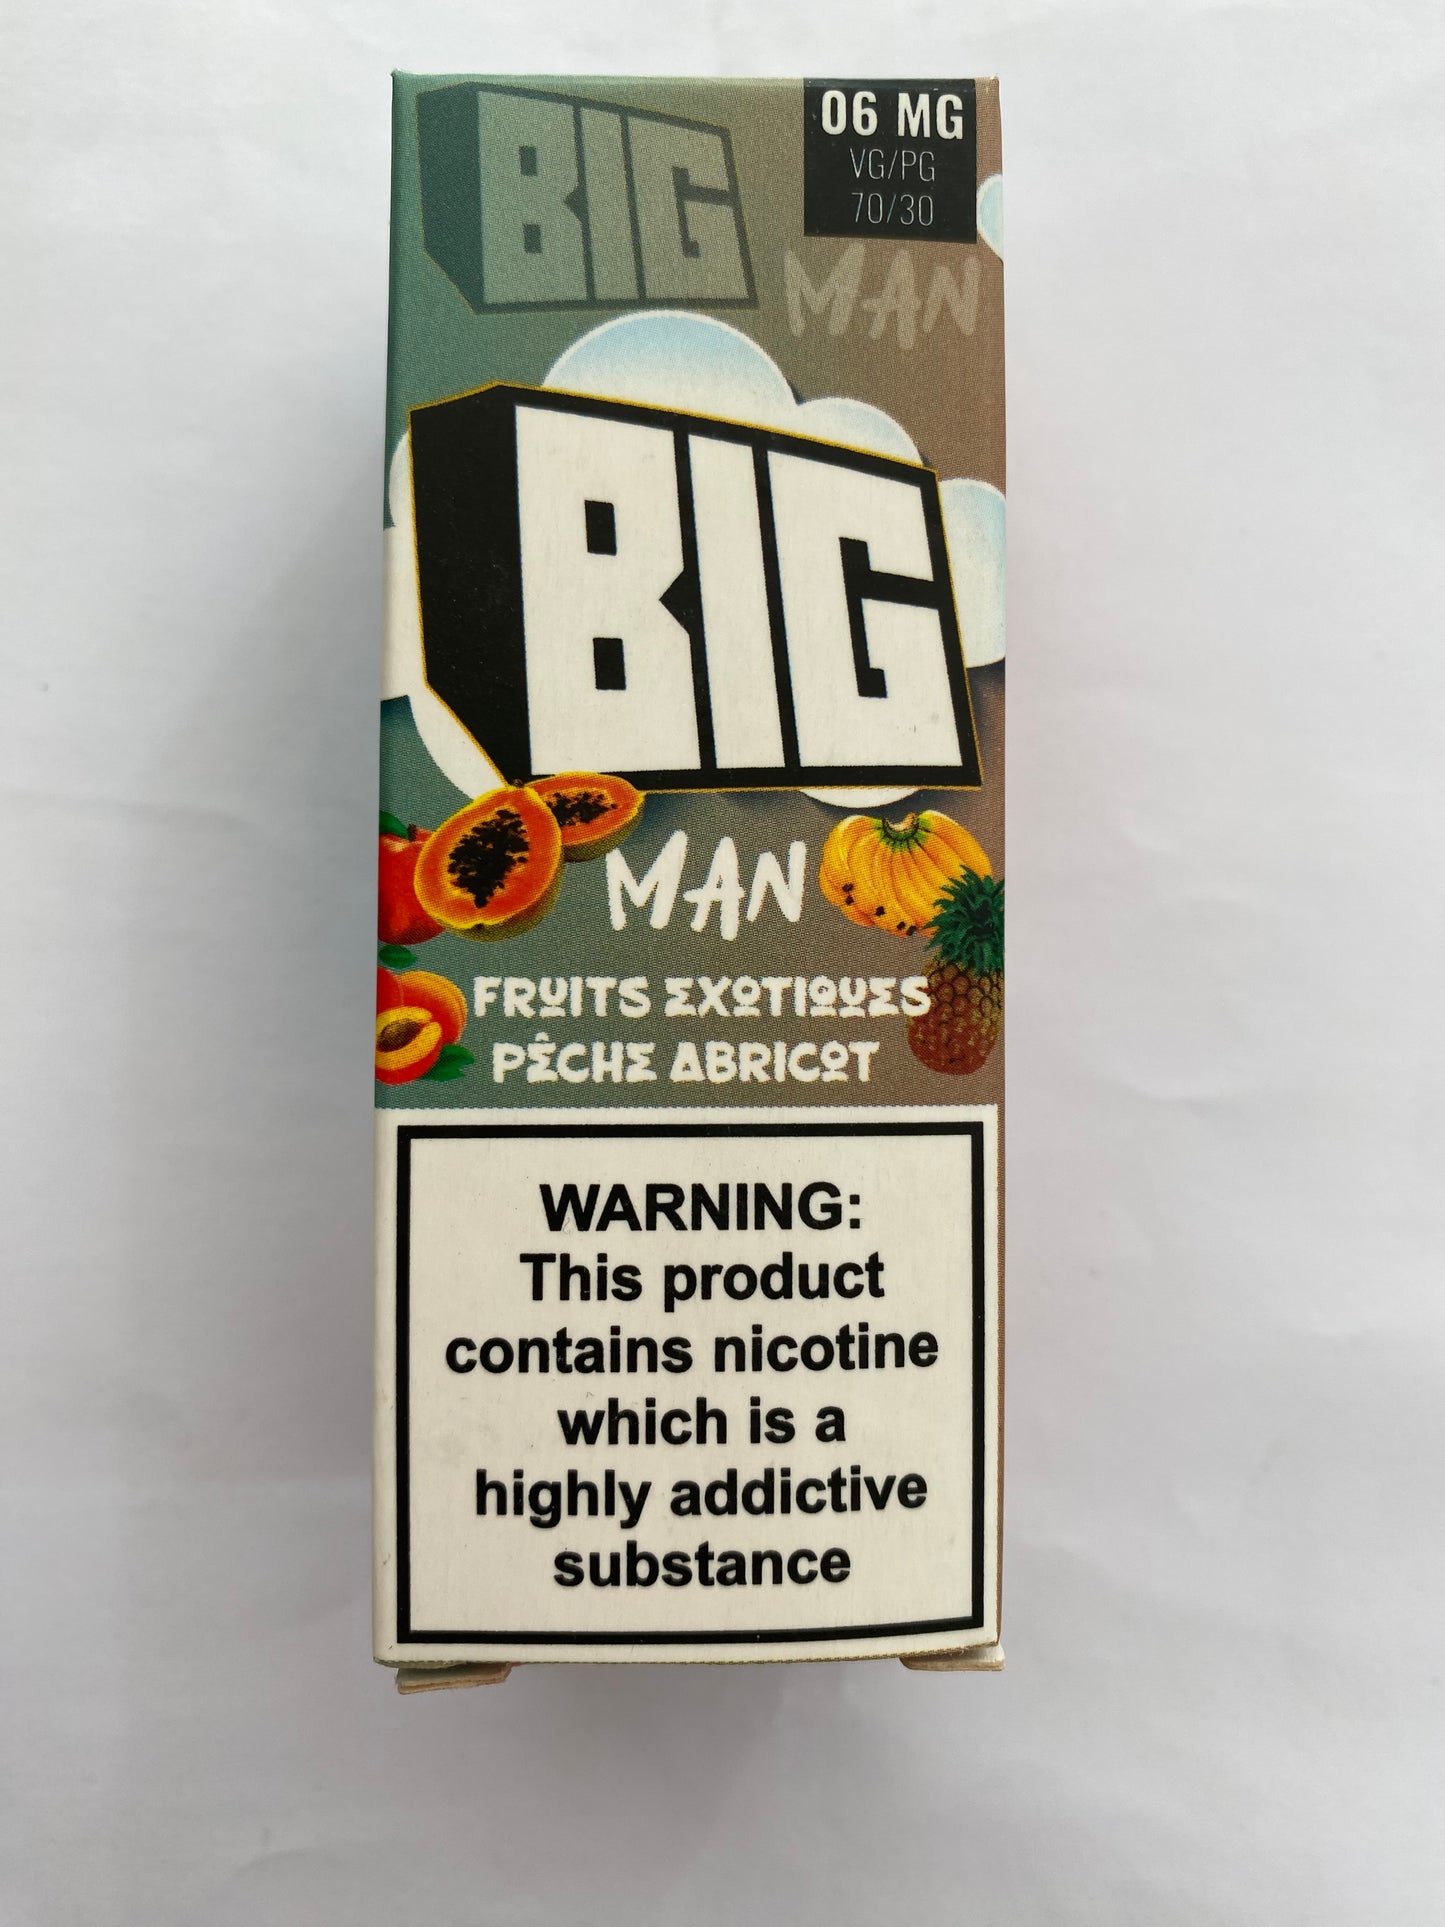 BIG
06 MG
VG/PG
70/30
MAN
BIG
MAN
FRUITS EXOTIQUES
PÊCHE ABRICOT
WARNING:
This product
contains nicotine
which is a
highly addictive
substance